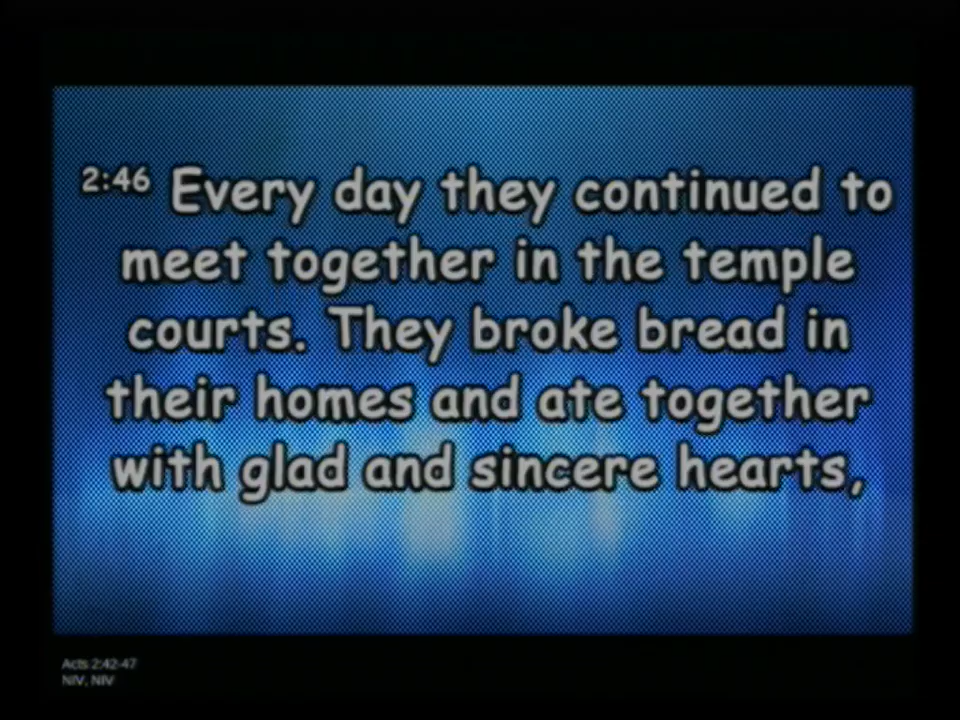 2:46 Every day they continued to
meet together in the temple
courts. They broke bread in
their homes and ate together
with glad and sincere hearts,
Acts 2:42-47
NIV, NIV